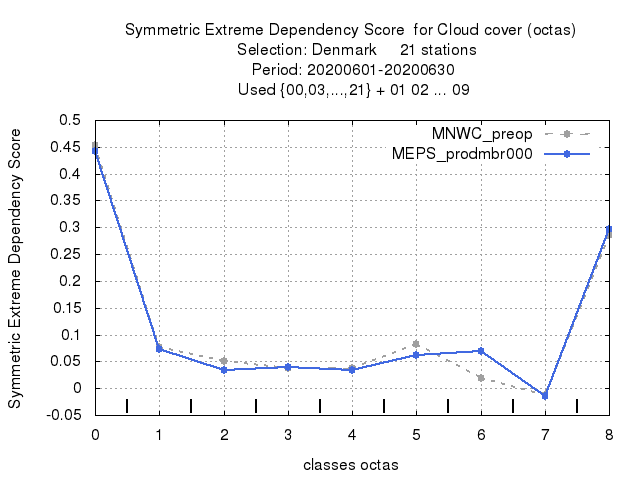 Symmetric Extreme Dependency Score  for Cloud cover (octas)
Selection: Denmark     21 stations
Period: 20200601-20200630
Used {00,03,...,21} + 01 02 ... 09
MNWC_preop
MEPS_prodmbr000
Symmetric Extreme Dependency Score
0.5
0.45
0.4
0.35
0.3
0.25
0.2
0.15
0.1
0.05
0
-0.05
0 1 2 3 4 5 6 7 8
classes octas